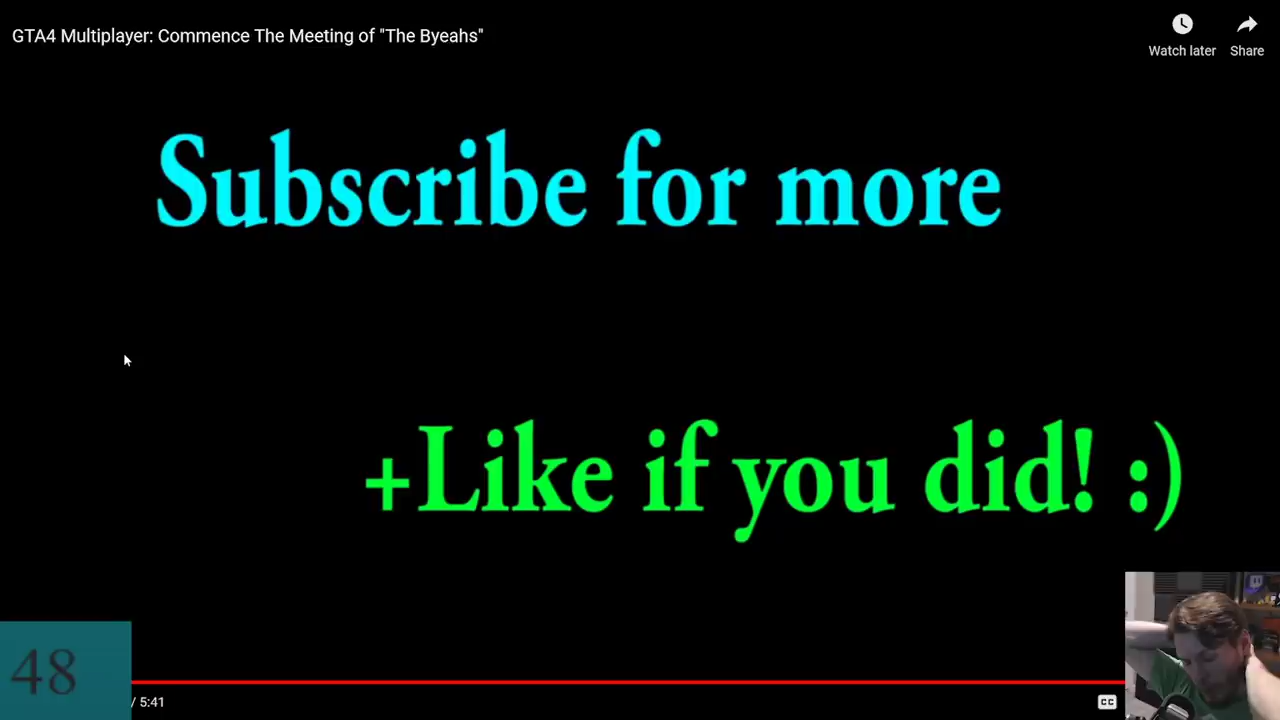 GTA4 Multiplayer: Commence The Meeting of "The Byeahs"
Watch later
Share
Subscribe for more
+Like if you did! :)
48
/ 5:41
CC